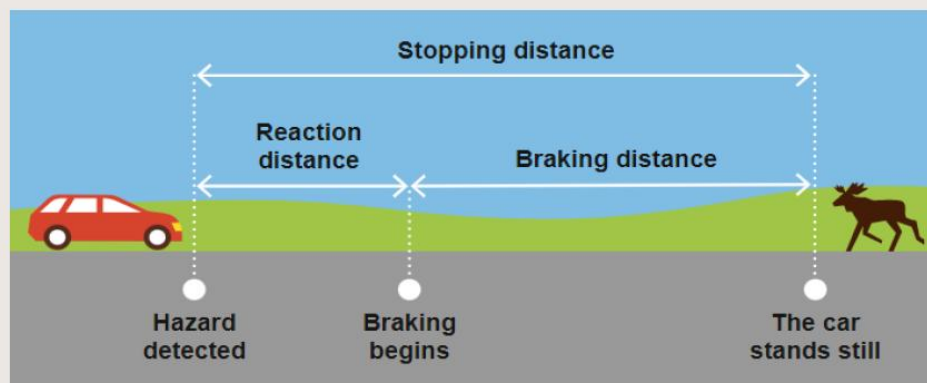 Stopping distance
Reaction
distance
Braking distance
Hazard
detected
Braking
begins
The car
stands still